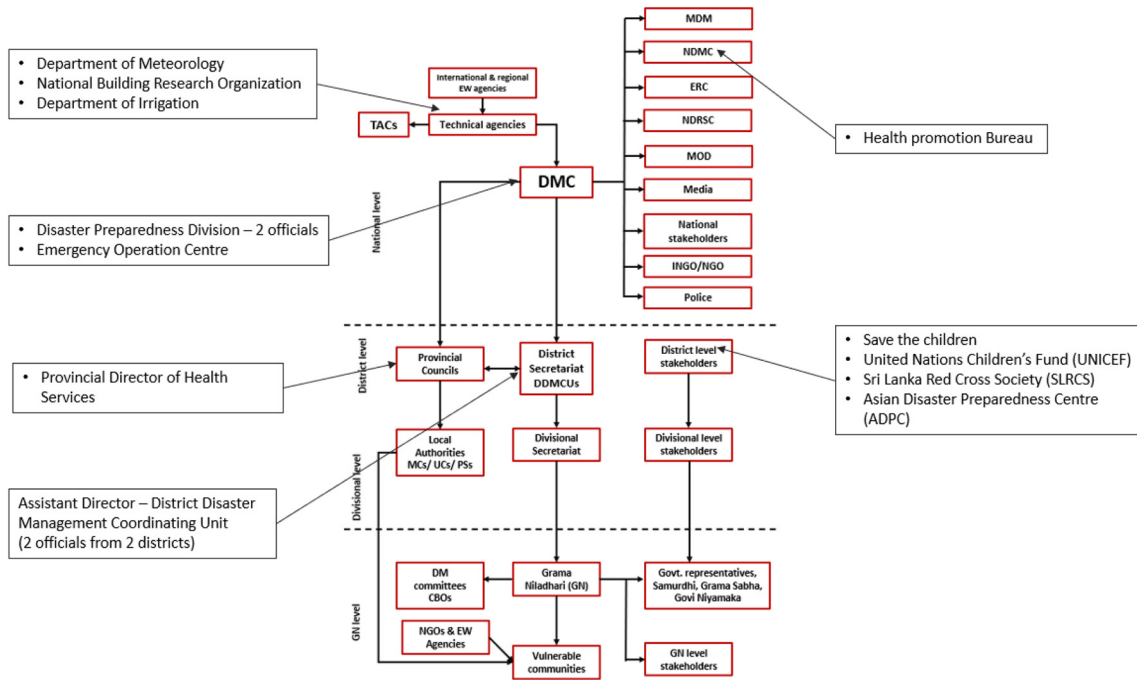 MDM
• Department of Meteorology
• National Building Research Organization
• Department of Irrigation
NDMC
International & regional
EW agencies
ERC
TACs
Technical agencies
NDRSC
• Health promotion Bureau
MOD
DMC
Media
National level
• Disaster Preparedness Division – 2 officials
• Emergency Operation Centre
National
stakeholders
INGO/NGO
Police
District level
Provincial
Councils
District
Secretariat
DDMCUs
District level
stakeholders
• Save the children
• United Nations Children's Fund (UNICEF)
• Sri Lanka Red Cross Society (SLRCS)
• Asian Disaster Preparedness Centre
(ADPC)
• Provincial Director of Health
Services
Divisional level
Local
Authorities
MCs/ UCs/ PSs
Divisional
Secretariat
Divisional level
stakeholders
Assistant Director – District Disaster
Management Coordinating Unit
(2 officials from 2 districts)
GN level
DM
committees
CBOs
Grama
Niladhari (GN)
Govt. representatives,
Samurdhi, Grama Sabha,
Govi Niyamaka
NGOs & EW
Agencies
Vulnerable
communities
GN level
stakeholders